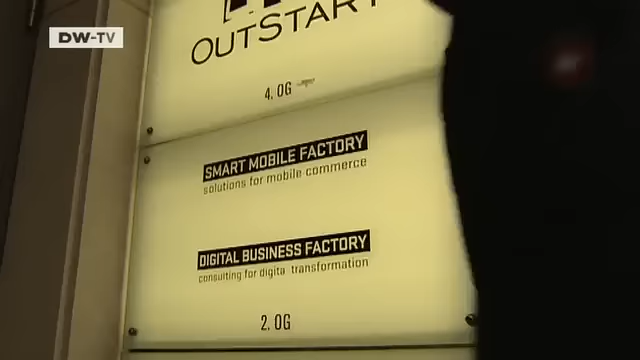 DW-TV
OUTSTART
4. OG
SMART MOBILE FACTORY
solutions for mobile commerce
DIGITAL BUSINESS FACTORY
consulting for digita transformation
2. OG